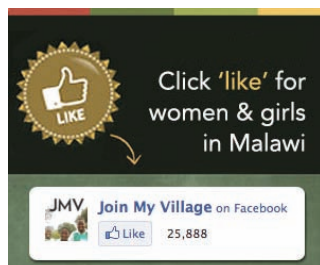 LIKE
Click 'like' for
women & girls
in Malawi
JMV
Join My Village on Facebook
Like 25,888